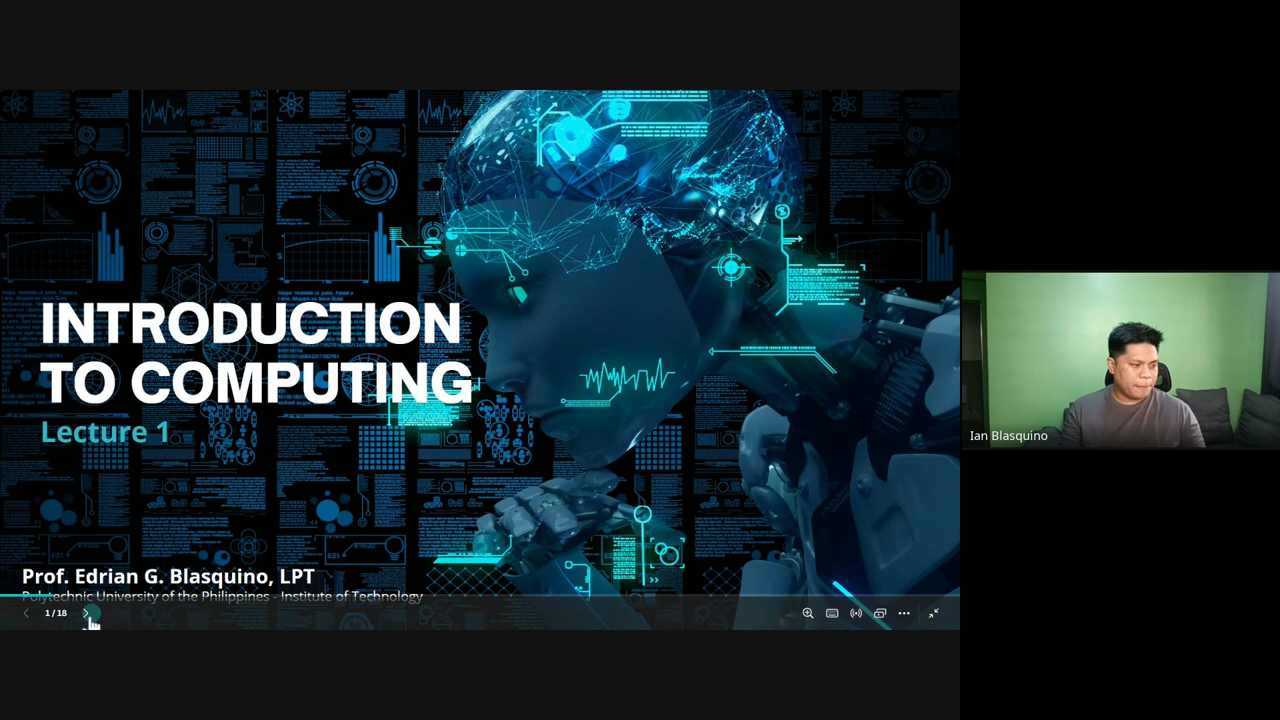 INTRODUCTION
TO COMPUTING
Lecture 1
Prof. Edrian G. Blasquino, LPT
Polytechnic University of the Philippines - Institute of Technology
1 / 18
Ian Blasquino